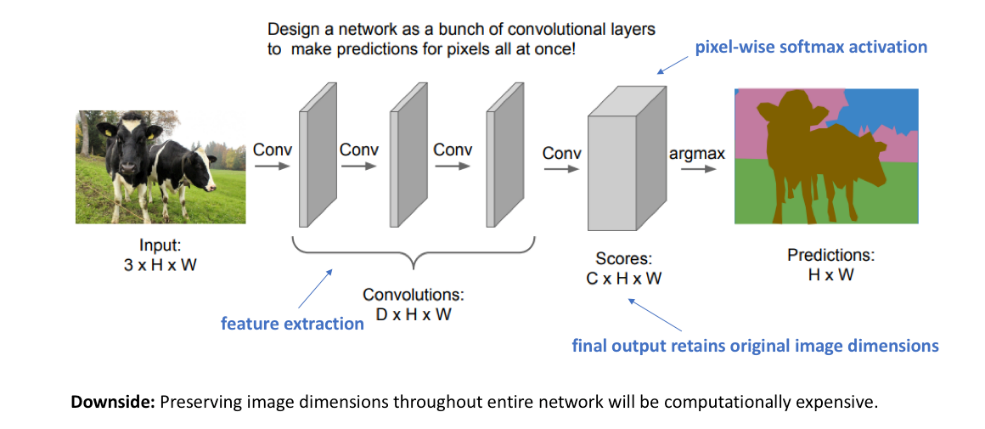 Design a network as a bunch of convolutional layers
to make predictions for pixels all at once!
pixel-wise softmax activation
Conv
Conv
Conv
Conv
argmax
Input:
3 x H x W
Convolutions:
D x H x W
Scores:
C x H x W
Predictions:
H x W
feature extraction
final output retains original image dimensions
Downside: Preserving image dimensions throughout entire network will be computationally expensive.